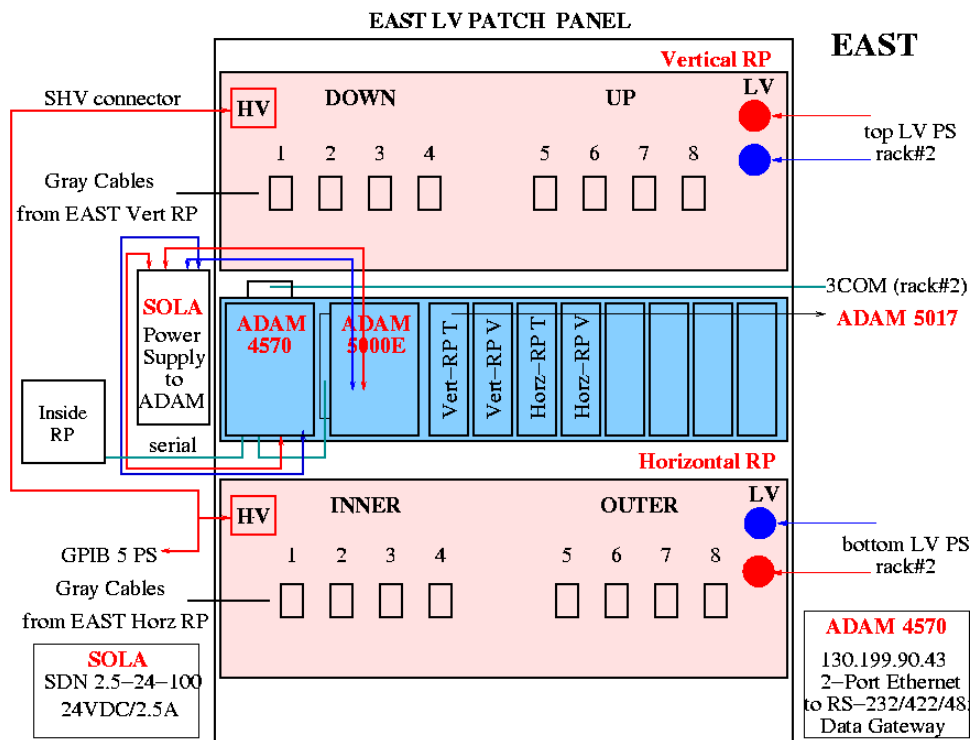 EAST LV PATCH PANEL
EAST
Vertical RP
SHV connector
HV
DOWN
UP
LV
top LV PS
rack#2
1 2 3 4 5 6 7 8
Gray Cables
from EAST Vert RP
SOLA
Power
Supply
to
ADAM
3COM (rack#2)
ADAM
4570
ADAM
5000E
Vert-RP T
Vert-RP V
Horz-RP T
Horz-RP V
ADAM 5017
Inside
RP
serial
Horizontal RP
HV
INNER
OUTER
LV
GPIB 5 PS
bottom LV PS
rack#2
1 2 3 4 5 6 7 8
Gray Cables
from EAST Horz RP
SOLA
SDN 2.5-24-100
24VDC/2.5A
ADAM 4570
130.199.90.43
2-Port Ethernet
to RS-232/422/48
Data Gateway